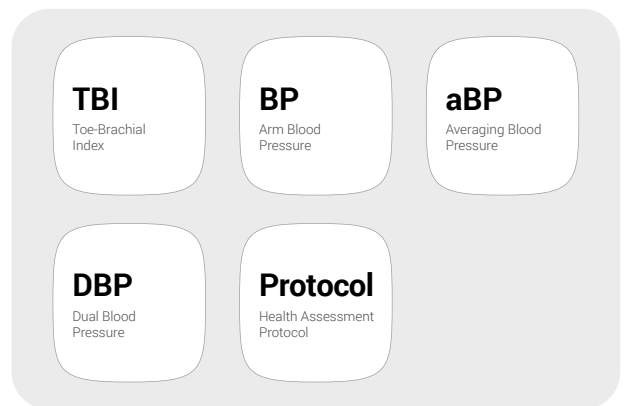 TBI
Toe-Brachial
Index
BP
Arm Blood
Pressure
aBP
Averaging Blood
Pressure
DBP
Dual Blood
Pressure
Protocol
Health Assessment
Protocol